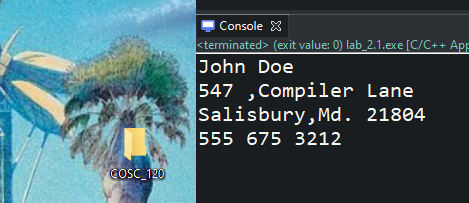 COSC_120
Console
<terminated> (exit value: 0) lab_2.1.exe [C/C++ App
John Doe
547 ,Compiler Lane
Salisbury,Md. 21804
555 675 3212